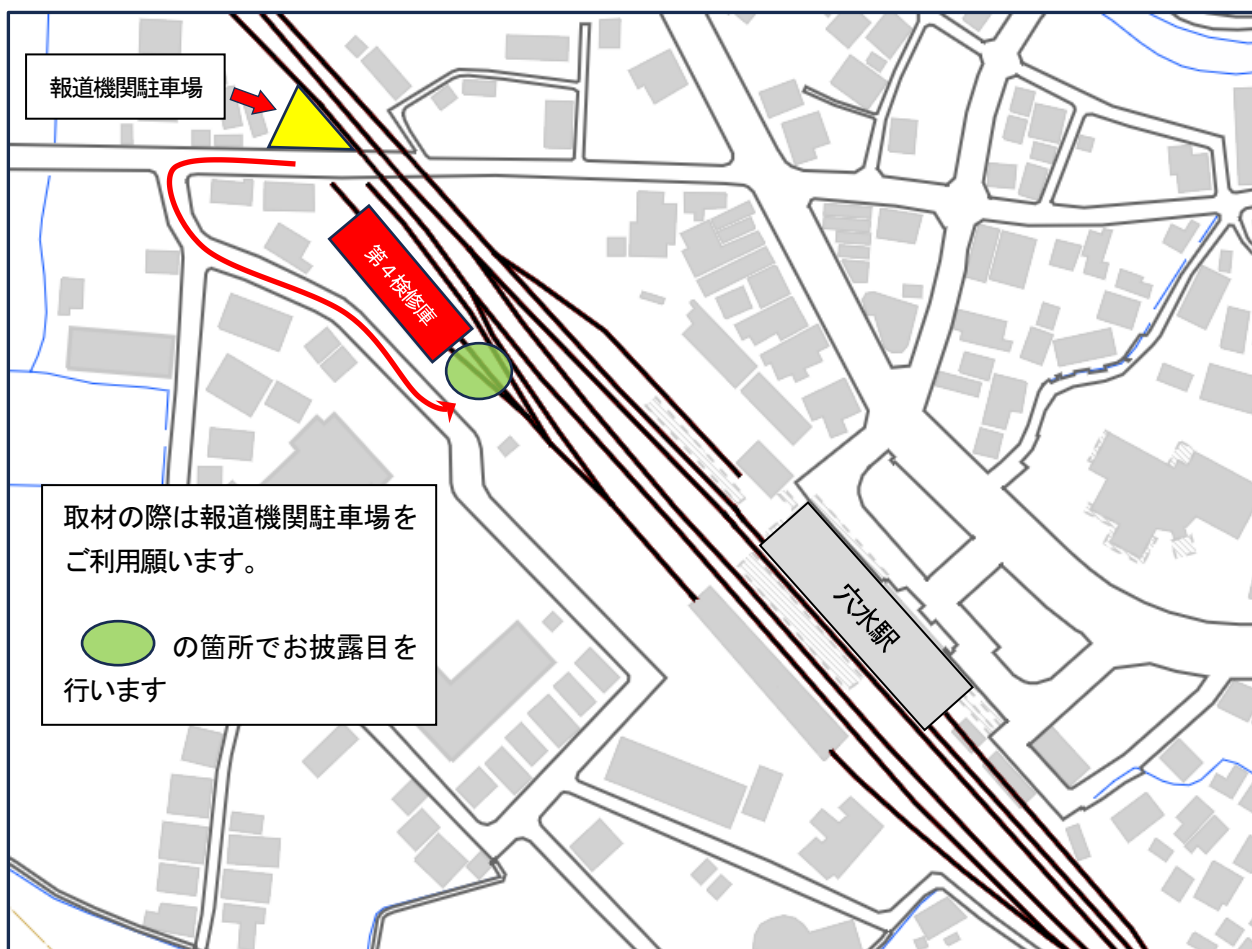 報道機関駐車場
第4検修庫
取材の際は報道機関駐車場を
ご利用願います。
の箇所でお披露目を
行います
穴水駅